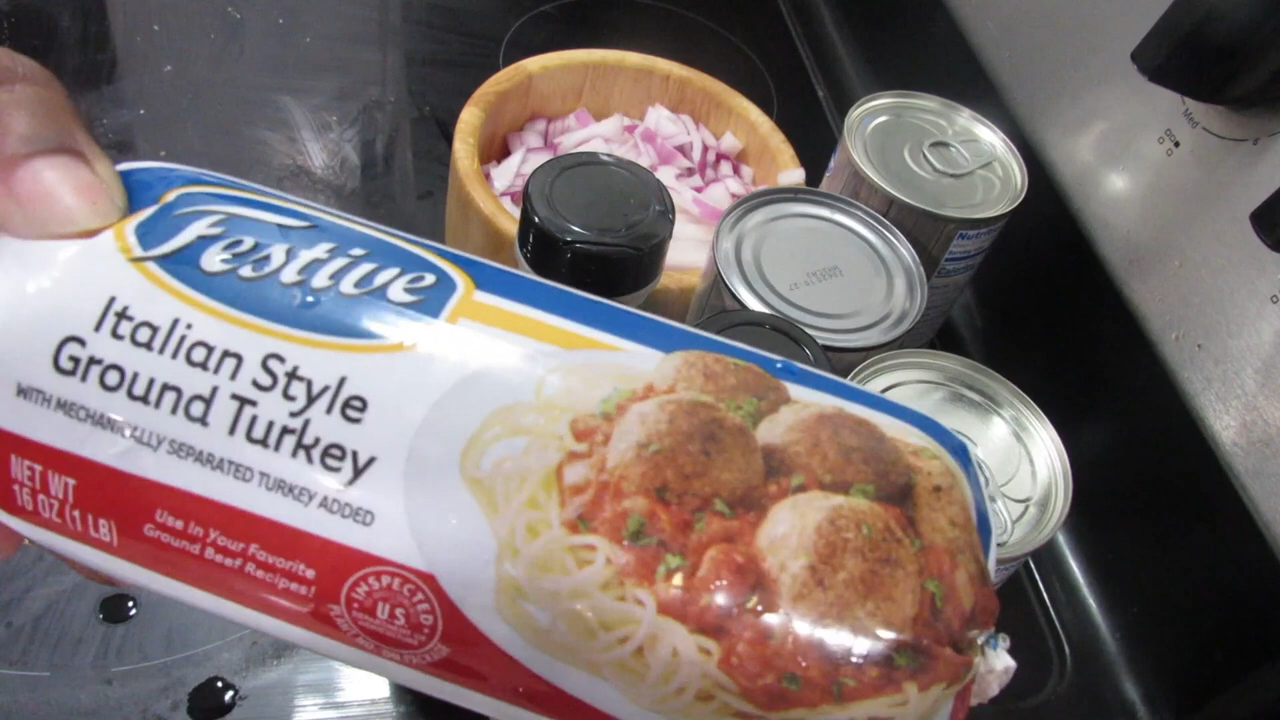 Festive
Italian Style
Ground Turkey
WITH MECHANICALLY SEPARATED TURKEY ADDED
NET WT
16 OZ (1 LB)
Use In Your Favorite
Ground Beef Recipes!
INSPECTED
U.S.
Med
6